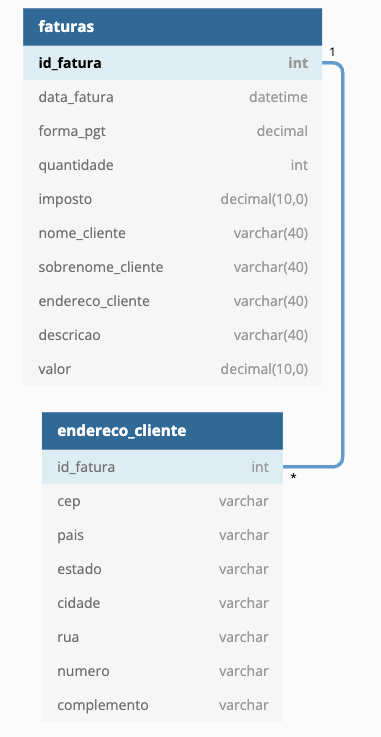 faturas
1
id_fatura int
data_fatura datetime
forma_pgt decimal
quantidade int
imposto decimal(10,0)
nome_cliente varchar(40)
sobrenome_cliente varchar(40)
endereco_cliente varchar(40)
descricao varchar(40)
valor decimal(10,0)
endereco_cliente
id_fatura int
*
cep varchar
pais varchar
estado varchar
cidade varchar
rua varchar
numero varchar
complemento varchar